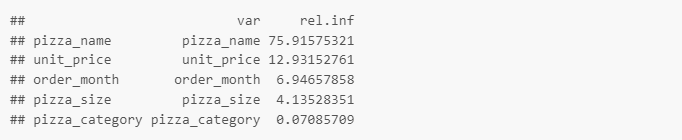 ##                             var     rel.inf
## pizza_name         pizza_name 75.91575321
## unit_price         unit_price 12.93152761
## order_month       order_month  6.94657858
## pizza_size         pizza_size  4.13528351
## pizza_category pizza_category  0.07085709